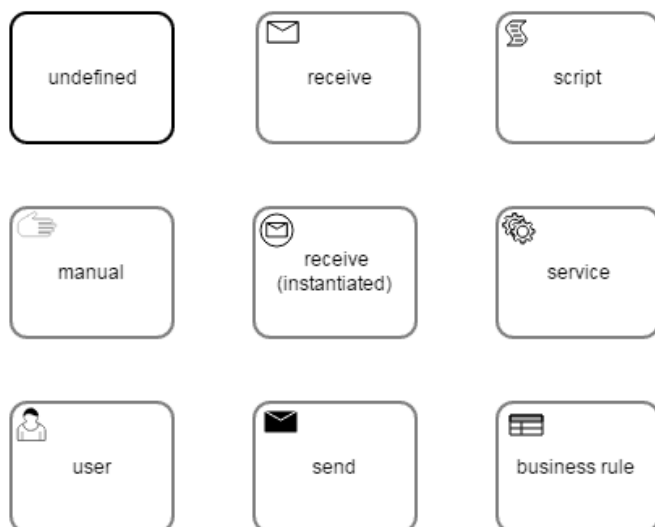 undefined
receive
script
manual
receive
(instantiated)
service
user
send
business rule